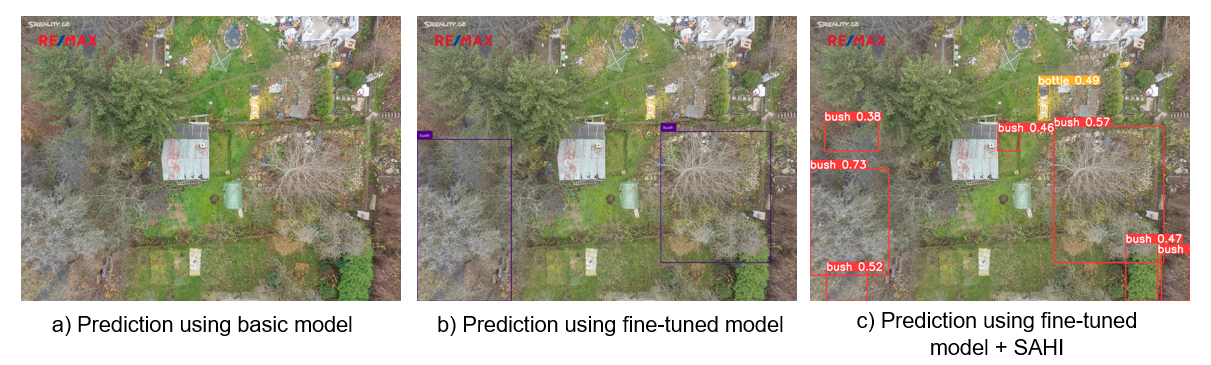 SREALITY.CZ
RE/MAX
SREALITY.CZ
RE/MAX
bush
bush
SREALITY.CZ
RE/MAX
bottle 0.49
bush 0.38
bush 0.46
bush 0.57
bush 0.73
bush 0.47
bush
bush 0.52
a) Prediction using basic model
b) Prediction using fine-tuned model
c) Prediction using fine-tuned
model + SAHI